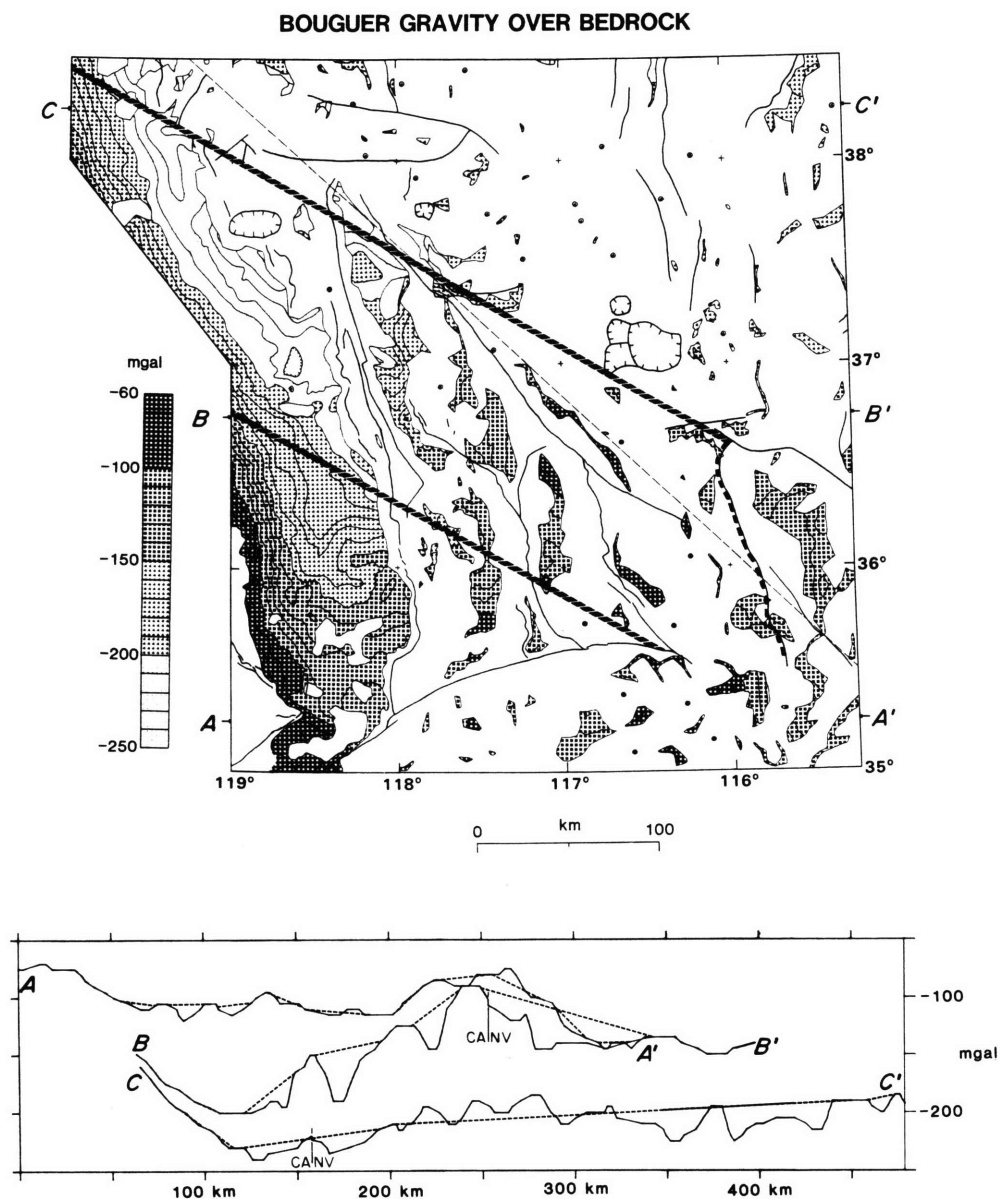 BOUGUER GRAVITY OVER BEDROCK
C
C'
38°
37°
mgal
-60
-100
-150
-200
-250
B
B'
36°
A
A'
35°
119°
118°
117°
116°
0 km 100
A
B
C
CA NV
A'
B'
C'
CA NV
-100
mgal
-200
100 km
200 km
300 km
400 km